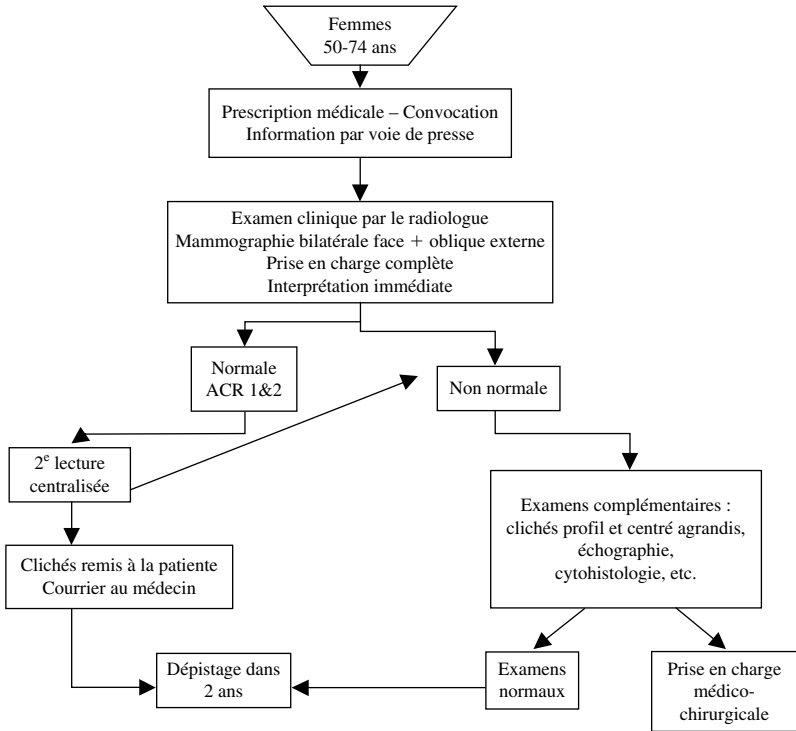 Femmes
50-74 ans
Prescription médicale – Convocation
Information par voie de presse
Examen clinique par le radiologue
Mammographie bilatérale face + oblique externe
Prise en charge complète
Interprétation immédiate
Normale
ACR 1&2
Non normale
2e lecture
centralisée
Examens complémentaires :
clichés profil et centré agrandis,
échographie,
cytohistologie, etc.
Clichés remis à la patiente
Courrier au médecin
Dépistage dans
2 ans
Examens
normaux
Prise en charge
médico-
chirurgicale